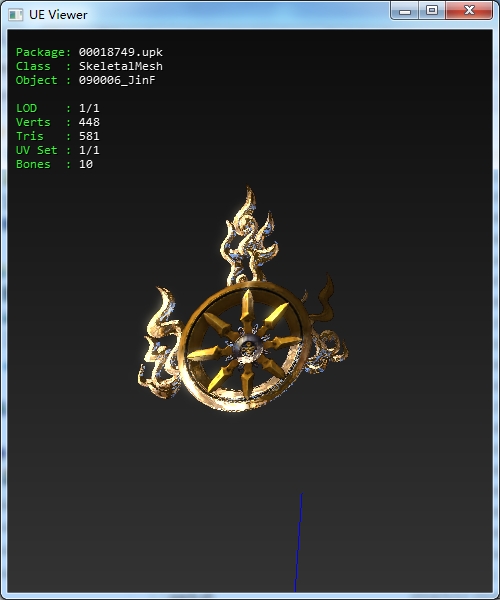 UE Viewer
Package: 00018749.upk
Class  : SkeletalMesh
Object : 090006_JinF
LOD    : 1/1
Verts  : 448
Tris   : 581
UV Set : 1/1
Bones  : 10